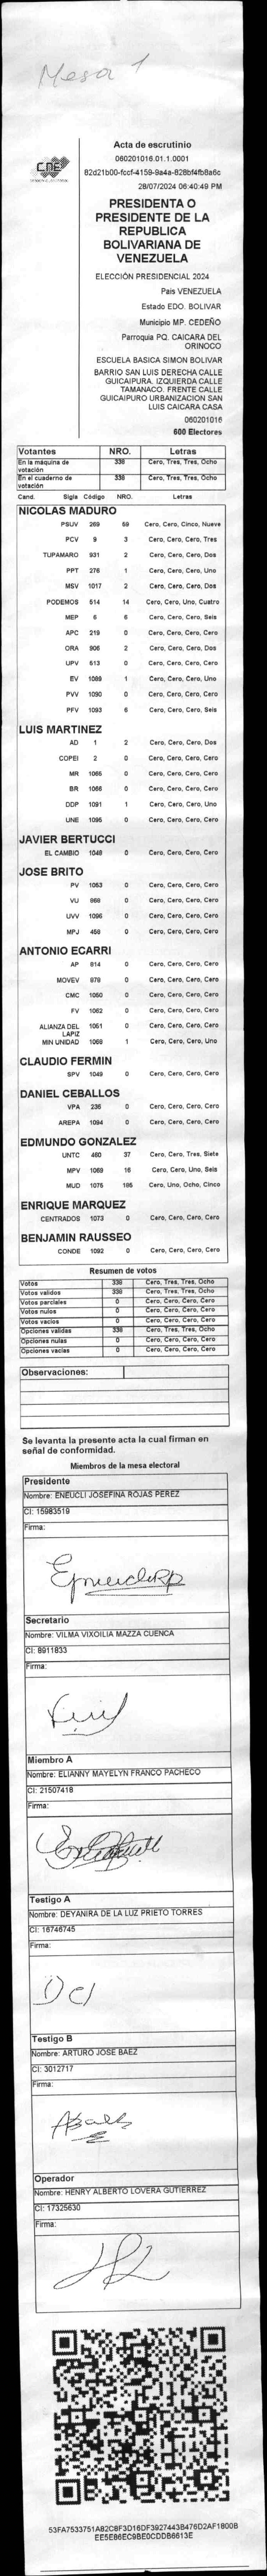 Mesa 1
CNE
Acta de escrutinio
060201016.01.1.0001
82d21b00-fccf-4159-9a4a-828bf4fb8a6c
28/07/2024 06:40:49 PM
PRESIDENTA O
PRESIDENTE DE LA
REPUBLICA
BOLIVARIANA DE
VENEZUELA
ELECCIÓN PRESIDENCIAL 2024
Pais VENEZUELA
Estado EDO. BOLIVAR
Municipio MP. CEDEÑO
Parroquia PQ. CAICARA DEL
ORINOCO
ESCUELA BASICA SIMON BOLIVAR
BARRIO SAN LUIS DERECHA CALLE
GUICAIPURA. IZQUIERDA CALLE
TAMANACO. FRENTE CALLE
GUICAIPURO URBANIZACION SAN
LUIS CAICARA CASA
060201016
600 Electores
Votantes NRO. Letras
En la máquina de votación 338 Cero, Tres, Tres, Ocho
En el cuaderno de votación 338 Cero, Tres, Tres, Ocho
Cand. Sigla Código NRO. Letras
NICOLAS MADURO
PSUV 269 59 Cero, Cero, Cinco, Nueve
PCV 9 3 Cero, Cero, Cero, Tres
TUPAMARO 931 2 Cero, Cero, Cero, Dos
PPT 276 1 Cero, Cero, Cero, Uno
MSV 1017 2 Cero, Cero, Cero, Dos
PODEMOS 514 14 Cero, Cero, Uno, Cuatro
MEP 6 6 Cero, Cero, Cero, Seis
APC 219 0 Cero, Cero, Cero, Cero
ORA 906 2 Cero, Cero, Cero, Dos
UPV 613 0 Cero, Cero, Cero, Cero
EV 1089 1 Cero, Cero, Cero, Uno
PVV 1090 0 Cero, Cero, Cero, Cero
PFV 1093 6 Cero, Cero, Cero, Seis
LUIS MARTINEZ
AD 1 2 Cero, Cero, Cero, Dos
COPEI 2 0 Cero, Cero, Cero, Cero
MR 1065 0 Cero, Cero, Cero, Cero
BR 1066 0 Cero, Cero, Cero, Cero
DDP 1091 1 Cero, Cero, Cero, Uno
UNE 1095 0 Cero, Cero, Cero, Cero
JAVIER BERTUCCI
EL CAMBIO 1048 0 Cero, Cero, Cero, Cero
JOSE BRITO
PV 1053 0 Cero, Cero, Cero, Cero
VU 868 0 Cero, Cero, Cero, Cero
UVV 1096 0 Cero, Cero, Cero, Cero
MPJ 459 0 Cero, Cero, Cero, Cero
ANTONIO ECARRI
AP 814 0 Cero, Cero, Cero, Cero
MOVEV 979 0 Cero, Cero, Cero, Cero
CMC 1050 0 Cero, Cero, Cero, Cero
FV 1062 0 Cero, Cero, Cero, Cero
ALIANZA DEL LAPIZ 1051 0 Cero, Cero, Cero, Cero
MIN UNIDAD 1068 1 Cero, Cero, Cero, Uno
CLAUDIO FERMIN
SPV 1049 0 Cero, Cero, Cero, Cero
DANIEL CEBALLOS
VPA 235 0 Cero, Cero, Cero, Cero
AREPA 1094 0 Cero, Cero, Cero, Cero
EDMUNDO GONZALEZ
UNTC 460 37 Cero, Cero, Tres, Siete
MPV 1069 16 Cero, Cero, Uno, Seis
MUD 1075 185 Cero, Uno, Ocho, Cinco
ENRIQUE MARQUEZ
CENTRADOS 1073 0 Cero, Cero, Cero, Cero
BENJAMIN RAUSSEO
CONDE 1092 0 Cero, Cero, Cero, Cero
Resumen de votos
Votos 338 Cero, Tres, Tres, Ocho
Votos validos 338 Cero, Tres, Tres, Ocho
Votos parciales 0 Cero, Cero, Cero, Cero
Votos nulos 0 Cero, Cero, Cero, Cero
Votos vacios 0 Cero, Cero, Cero, Cero
Opciones validas 338 Cero, Tres, Tres, Ocho
Opciones nulas 0 Cero, Cero, Cero, Cero
Opciones vacias 0 Cero, Cero, Cero, Cero
Observaciones:
Se levanta la presente acta la cual firman en
señal de conformidad.
Miembros de la mesa electoral
Presidente
Nombre: ENEUCLI JOSEFINA ROJAS PEREZ
CI: 15983519
Firma:
Secretario
Nombre: VILMA VIXOILIA MAZZA CUENCA
CI: 8911833
Firma:
Miembro A
Nombre: ELIANNY MAYELYN FRANCO PACHECO
CI: 21507418
Firma:
Testigo A
Nombre: DEYANIRA DE LA LUZ PRIETO TORRES
CI: 16746745
Firma:
Testigo B
Nombre: ARTURO JOSE BAEZ
CI: 3012717
Firma:
Operador
Nombre: HENRY ALBERTO LOVERA GUTIERREZ
CI: 17325630
Firma:
53FA7533751A82C8F3D16DF3927443B476D2AF1800B
EE5E86EC9BE0CDDB6613E